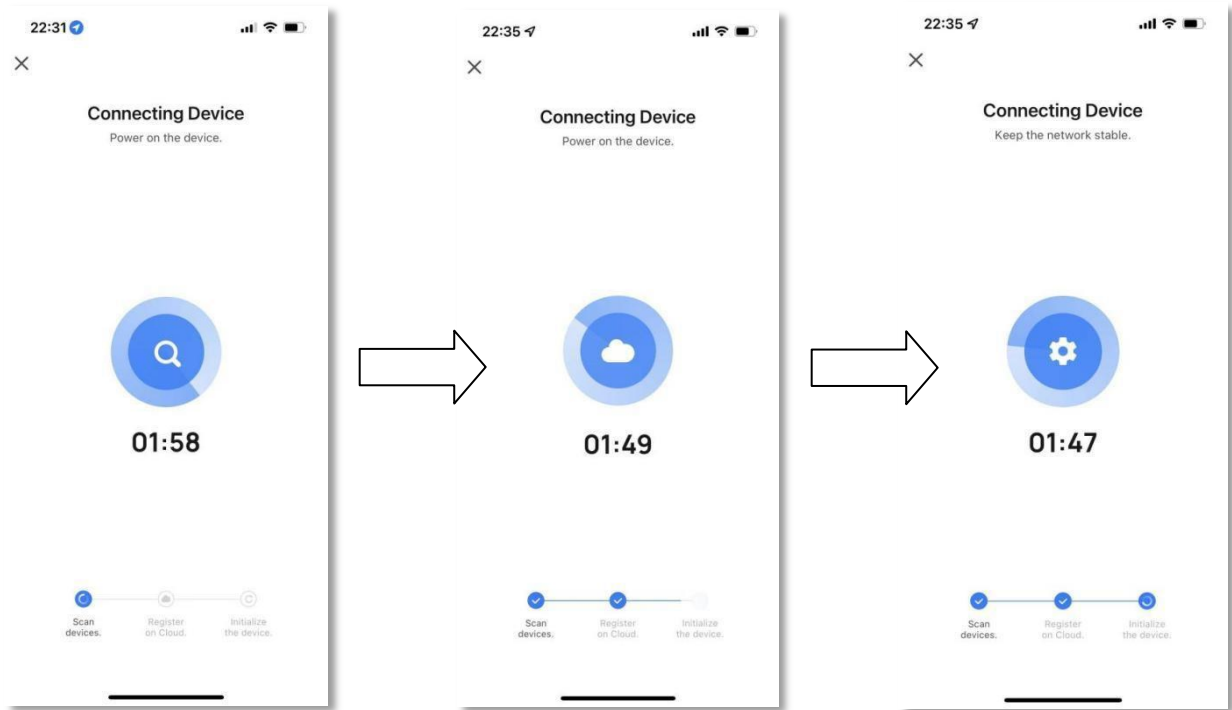 22:31
Connecting Device
Power on the device.
01:58
Scan
devices.
Register
on Cloud.
Initialize
the device.
22:35
Connecting Device
Power on the device.
01:49
Scan
devices.
Register
on Cloud.
Initialize
the device.
22:35
Connecting Device
Keep the network stable.
01:47
Scan
devices.
Register
on Cloud.
Initialize
the device.